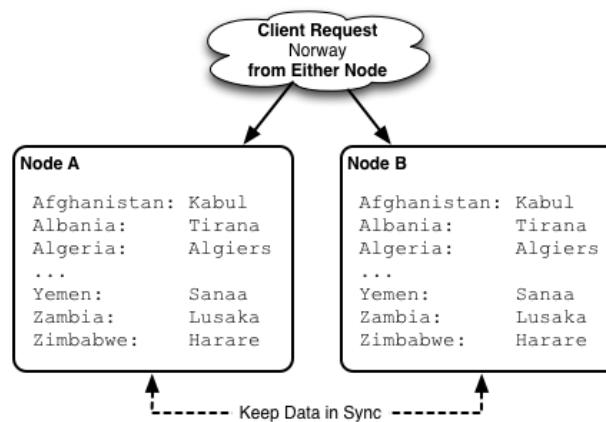 Client Request
Norway
from Either Node
Node A
Afghanistan: Kabul
Albania: Tirana
Algeria: Algiers
...
Yemen: Sanaa
Zambia: Lusaka
Zimbabwe: Harare
Node B
Afghanistan: Kabul
Albania: Tirana
Algeria: Algiers
...
Yemen: Sanaa
Zambia: Lusaka
Zimbabwe: Harare
Keep Data in Sync